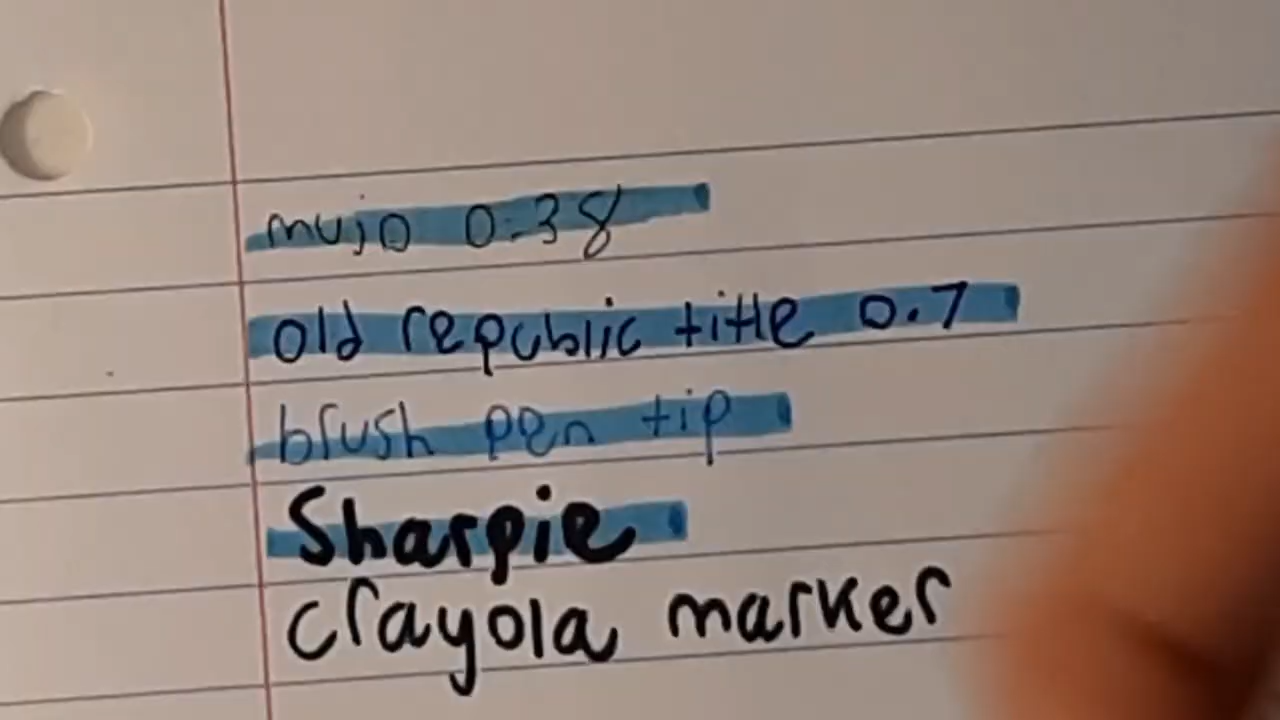 mujo 0.38
old republic title 0.7
brush pen tip
Sharpie
crayola marker